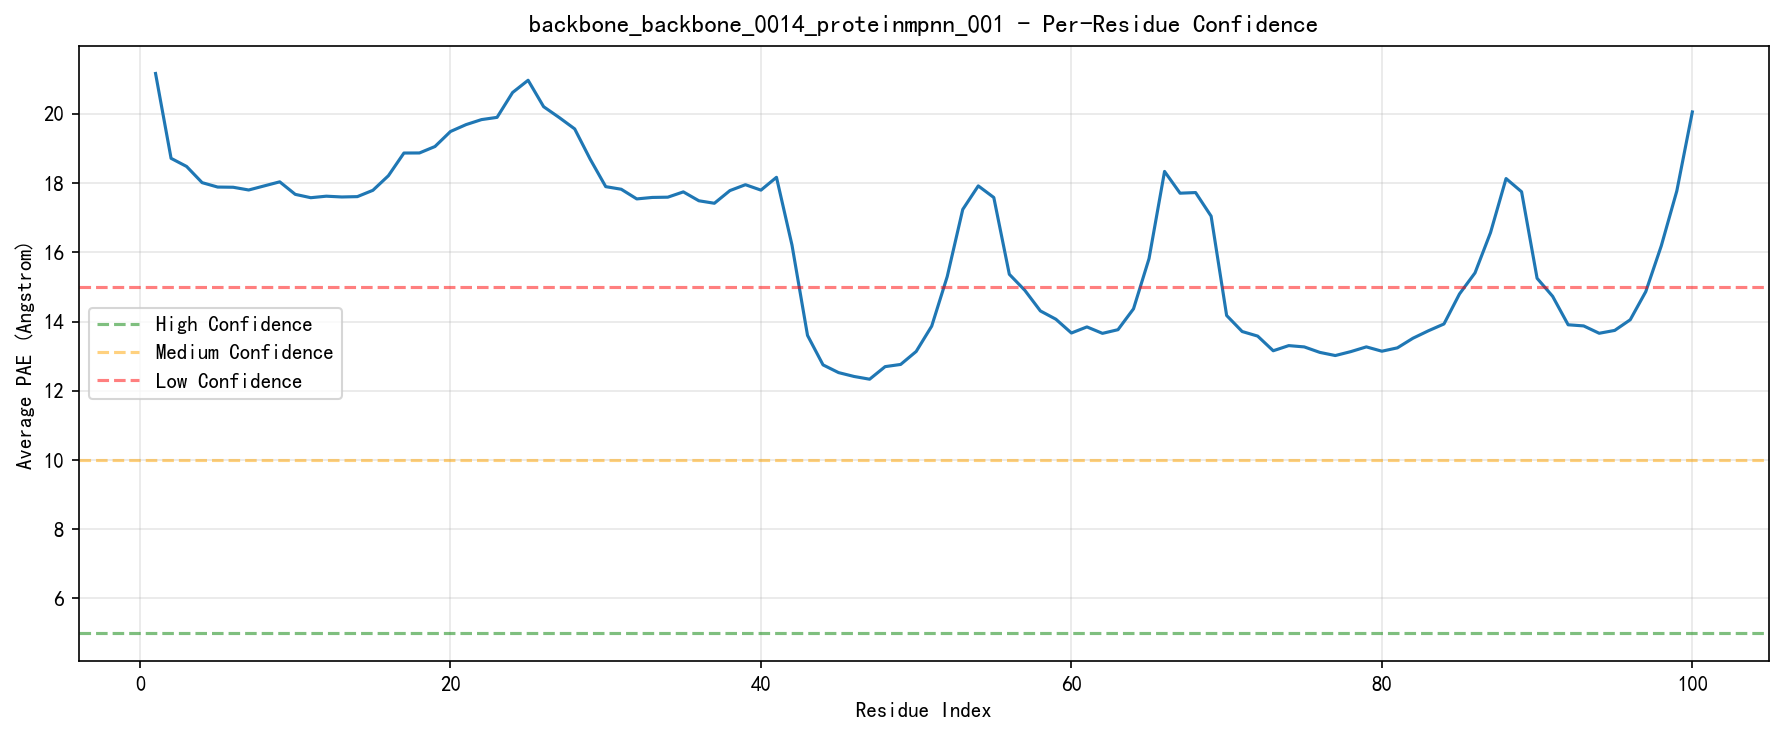 backbone_backbone_0014_proteinmpnn_001 - Per-Residue Confidence
Average PAE (Angstrom)
20
18
16
14
12
10
8
6
High Confidence
Medium Confidence
Low Confidence
0
20
40
60
80
100
Residue Index